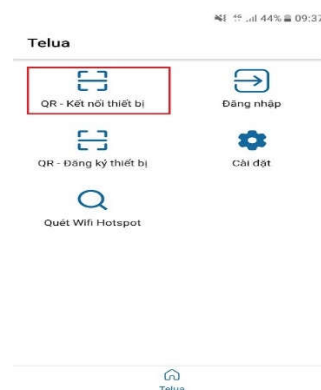 44% 09:37
Telua
QR - Kết nối thiết bị
Đăng nhập
QR - Đăng ký thiết bị
Cài đặt
Quét Wifi Hotspot
Telua